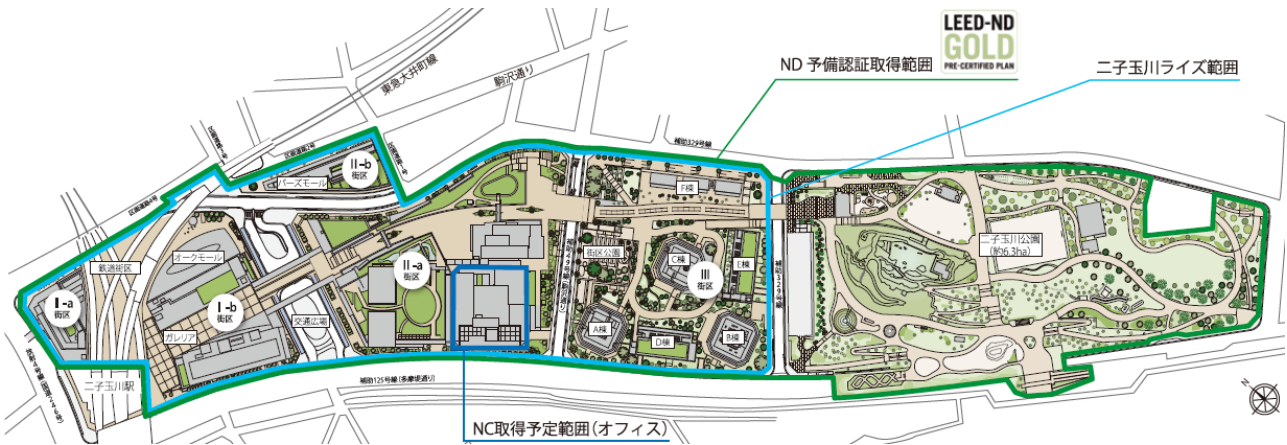 LEED-ND
GOLD
PRE-CERTIFIED PLAN
ND 予備認証取得範囲
二子玉川ライズ範囲
東急大井町線
駒沢通り
補助329号線
II-b
街区
バーズモール
F棟
鉄道街区
オークモール
街区公園
C棟
E棟
III
街区
二子玉川公園
(約6.3ha)
II-a
街区
I-a
街区
I-b
街区
ガレリア
交通広場
A棟
D棟
B棟
二子玉川駅
補助125号線(多摩堤通り)
NC取得予定範囲(オフィス)
N